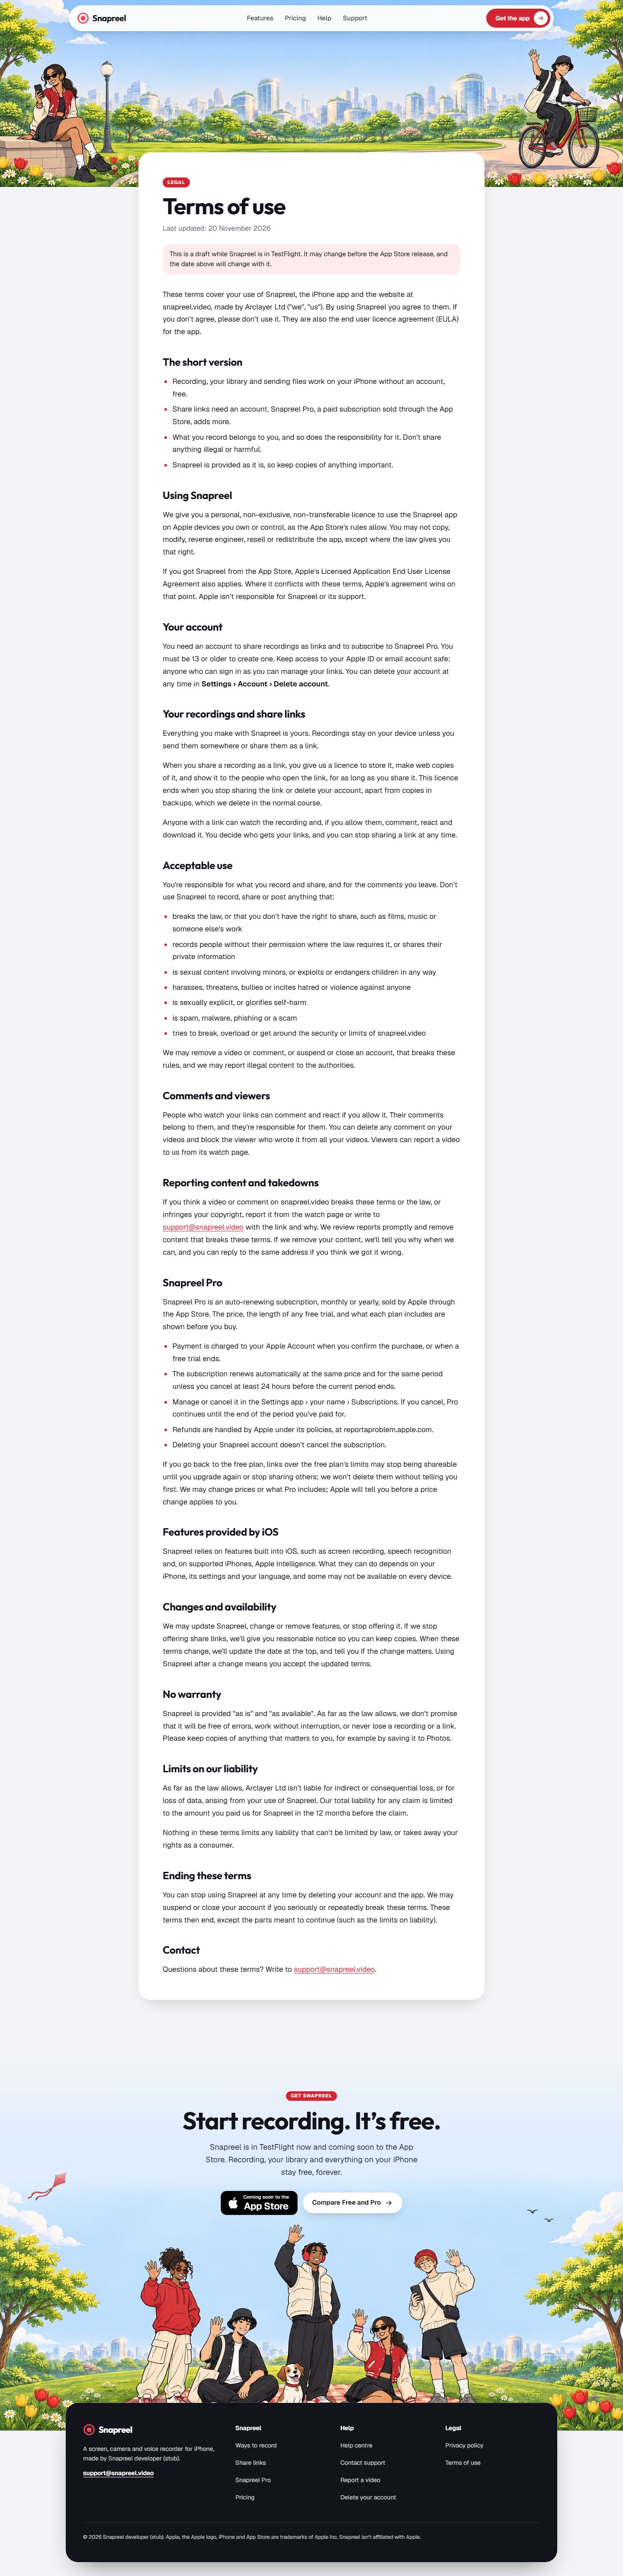 Snapreel
Features
Pricing
Help
Support
Get the app
LEGAL
Terms of use
Last updated: 20 November 2026
This is a draft while Snapreel is in TestFlight. It may change before the App Store release, and
the date above will change with it.
These terms cover your use of Snapreel, the iPhone app and the website at
snapreel.video, made by Arclayer Ltd ("we", "us"). By using Snapreel you agree to them. If
you don't agree, please don't use it. They are also the end user licence agreement (EULA)
for the app.
The short version
Recording, your library and sending files work on your iPhone without an account,
free.
Share links need an account. Snapreel Pro, a paid subscription sold through the App
Store, adds more.
What you record belongs to you, and so does the responsibility for it. Don't share
anything illegal or harmful.
Snapreel is provided as it is, so keep copies of anything important.
Using Snapreel
We give you a personal, non-exclusive, non-transferable licence to use the Snapreel app
on Apple devices you own or control, as the App Store's rules allow. You may not copy,
modify, reverse engineer, resell or redistribute the app, except where the law gives you
that right.
If you got Snapreel from the App Store, Apple's Licensed Application End User License
Agreement also applies. Where it conflicts with these terms, Apple's agreement wins on
that point. Apple isn't responsible for Snapreel or its support.
Your account
You need an account to share recordings as links and to subscribe to Snapreel Pro. You
must be 13 or older to create one. Keep access to your Apple ID or email account safe:
anyone who can sign in as you can manage your links. You can delete your account at
any time in Settings › Account › Delete account.
Your recordings and share links
Everything you make with Snapreel is yours. Recordings stay on your device unless you
send them somewhere or share them as a link.
When you share a recording as a link, you give us a licence to store it, make web copies
of it, and show it to the people who open the link, for as long as you share it. This licence
ends when you stop sharing the link or delete your account, apart from copies in
backups, which we delete in the normal course.
Anyone with a link can watch the recording and, if you allow them, comment, react and
download it. You decide who gets your links, and you can stop sharing a link at any time.
Acceptable use
You're responsible for what you record and share, and for the comments you leave. Don't
use Snapreel to record, share or post anything that:
breaks the law, or that you don't have the right to share, such as films, music or
someone else's work
records people without their permission where the law requires it, or shares their
private information
is sexual content involving minors, or exploits or endangers children in any way
harasses, threatens, bullies or incites hatred or violence against anyone
is sexually explicit, or glorifies self-harm
is spam, malware, phishing or a scam
tries to break, overload or get around the security or limits of snapreel.video
We may remove a video or comment, or suspend or close an account, that breaks these
rules, and we may report illegal content to the authorities.
Comments and viewers
People who watch your links can comment and react if you allow it. Their comments
belong to them, and they're responsible for them. You can delete any comment on your
videos and block the viewer who wrote it from all your videos. Viewers can report a video
to us from its watch page.
Reporting content and takedowns
If you think a video or comment on snapreel.video breaks these terms or the law, or
infringes your copyright, report it from the watch page or write to
support@snapreel.video with the link and why. We review reports promptly and remove
content that breaks these terms. If we remove your content, we'll tell you why when we
can, and you can reply to the same address if you think we got it wrong.
Snapreel Pro
Snapreel Pro is an auto-renewing subscription, monthly or yearly, sold by Apple through
the App Store. The price, the length of any free trial, and what each plan includes are
shown before you buy.
Payment is charged to your Apple Account when you confirm the purchase, or when a
free trial ends.
The subscription renews automatically at the same price and for the same period
unless you cancel at least 24 hours before the current period ends.
Manage or cancel it in the Settings app › your name › Subscriptions. If you cancel, Pro
continues until the end of the period you've paid for.
Refunds are handled by Apple under its policies, at reportaproblem.apple.com.
Deleting your Snapreel account doesn't cancel the subscription.
If you go back to the free plan, links over the free plan's limits may stop being shareable
until you upgrade again or stop sharing others; we won't delete them without telling you
first. We may change prices or what Pro includes; Apple will tell you before a price
change applies to you.
Features provided by iOS
Snapreel relies on features built into iOS, such as screen recording, speech recognition
and, on supported iPhones, Apple Intelligence. What they can do depends on your
iPhone, its settings and your language, and some may not be available on every device.
Changes and availability
We may update Snapreel, change or remove features, or stop offering it. If we stop
offering share links, we'll give you reasonable notice so you can keep copies. When these
terms change, we'll update the date at the top, and tell you if the change matters. Using
Snapreel after a change means you accept the updated terms.
No warranty
Snapreel is provided "as is" and "as available". As far as the law allows, we don't promise
that it will be free of errors, work without interruption, or never lose a recording or a link.
Please keep copies of anything that matters to you, for example by saving it to Photos.
Limits on our liability
As far as the law allows, Arclayer Ltd isn't liable for indirect or consequential loss, or for
loss of data, arising from your use of Snapreel. Our total liability for any claim is limited
to the amount you paid us for Snapreel in the 12 months before the claim.
Nothing in these terms limits any liability that can't be limited by law, or takes away your
rights as a consumer.
Ending these terms
You can stop using Snapreel at any time by deleting your account and the app. We may
suspend or close your account if you seriously or repeatedly break these terms. These
terms then end, except the parts meant to continue (such as the limits on liability).
Contact
Questions about these terms? Write to support@snapreel.video.
GET SNAPREEL
Start recording. It's free.
Snapreel is in TestFlight now and coming soon to the App
Store. Recording, your library and everything on your iPhone
stay free, forever.
Coming soon to the
App Store
Compare Free and Pro
Snapreel
A screen, camera and voice recorder for iPhone,
made by Snapreel developer (stub).
support@snapreel.video
Snapreel
Ways to record
Share links
Snapreel Pro
Pricing
Help
Help centre
Contact support
Report a video
Delete your account
Legal
Privacy policy
Terms of use
© 2026 Snapreel developer (stub). Apple, the Apple logo, iPhone and App Store are trademarks of Apple Inc. Snapreel isn't affiliated with Apple.